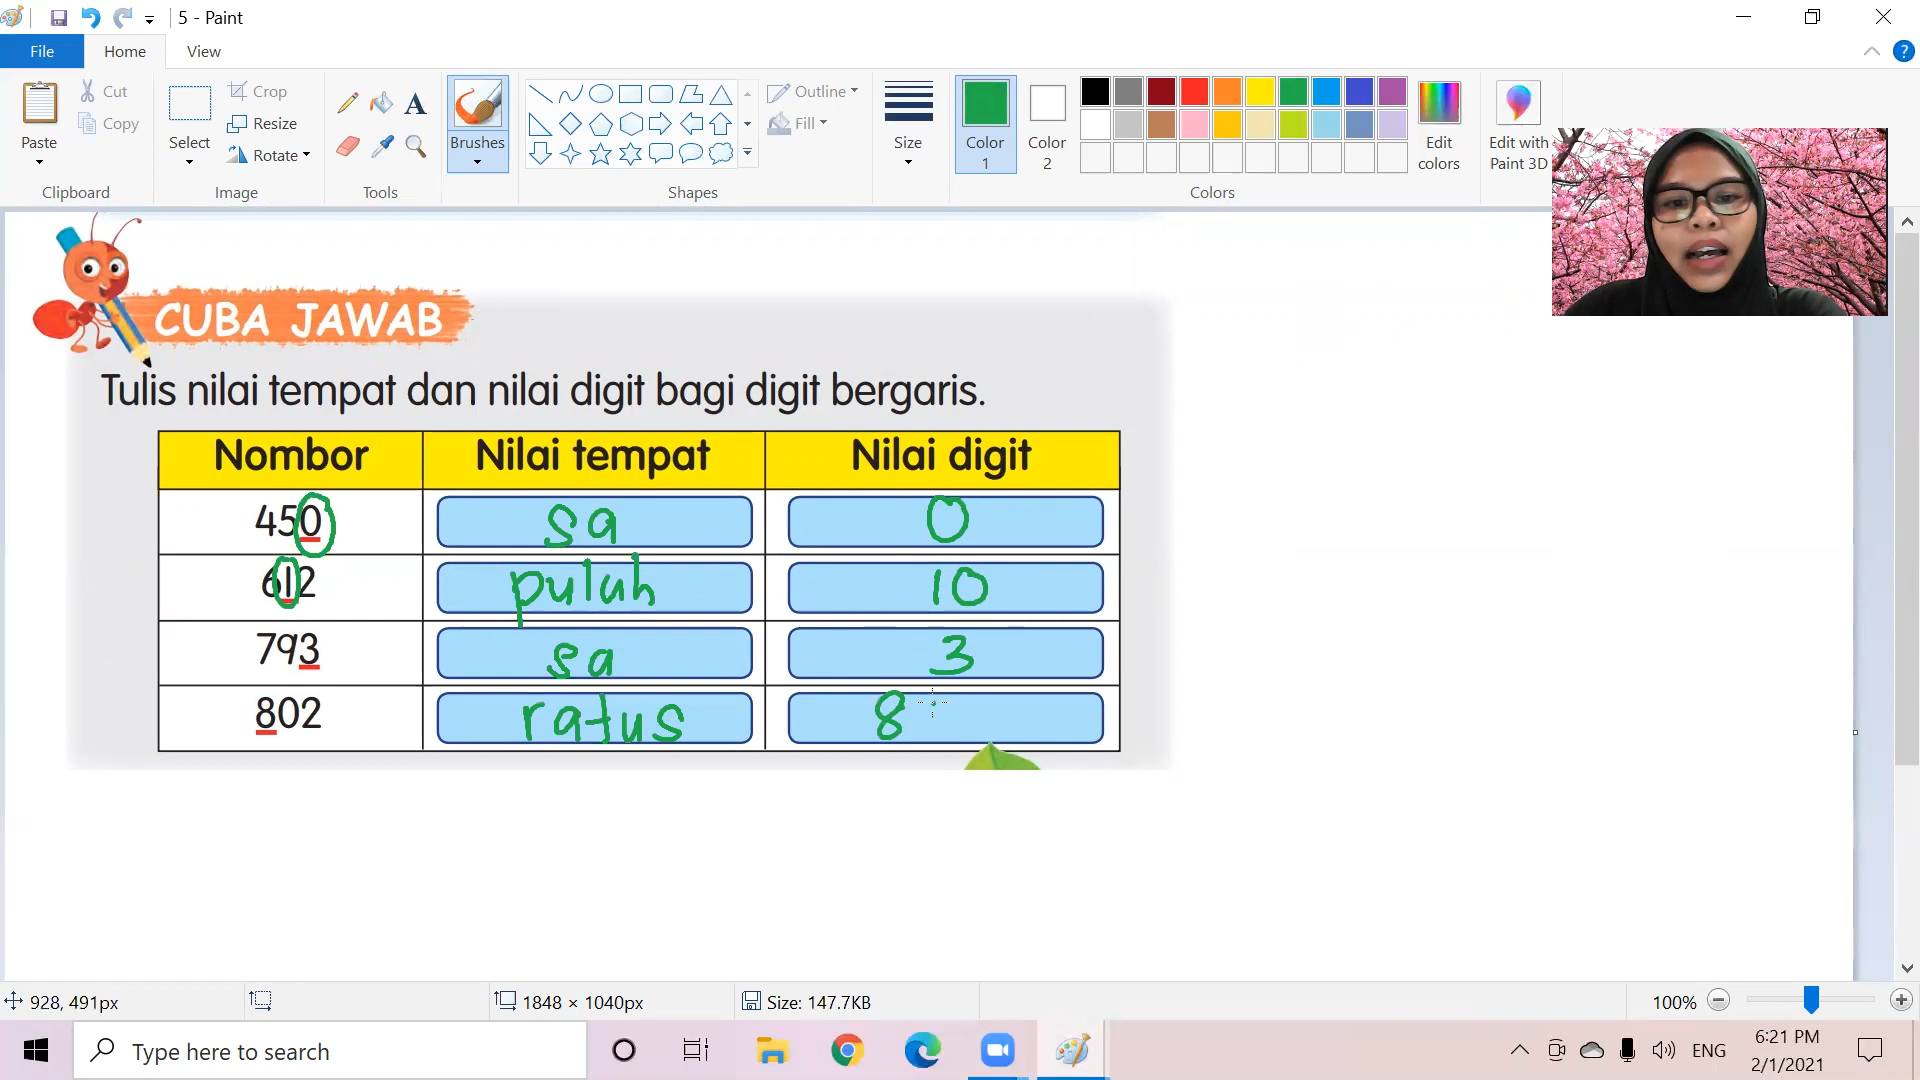 5 - Paint
File Home View
Paste Cut Copy Select Crop Resize Rotate Brushes Outline Fill Size Color 1 Color 2 Edit colors Edit with Paint 3D
Clipboard Image Tools Shapes Colors
CUBA JAWAB
Tulis nilai tempat dan nilai digit bagi digit bergaris.
Nombor Nilai tempat Nilai digit
450 sa 0
612 puluh 10
793 sa 3
802 ratus 8
928, 491px 1848 × 1040px Size: 147.7KB 100%
Type here to search ENG 6:21 PM
2/1/2021